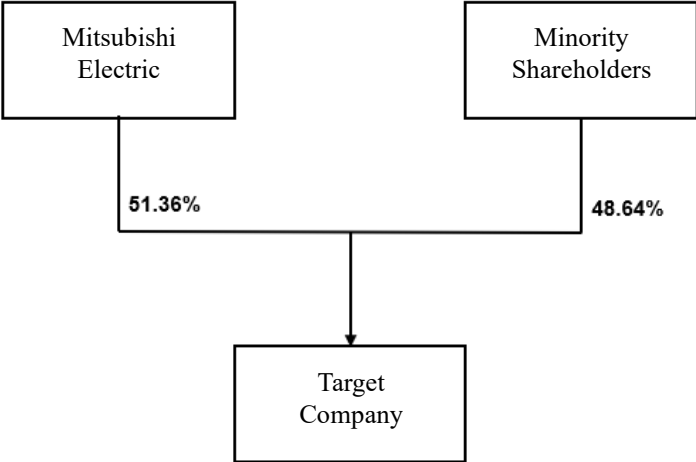 Mitsubishi
Electric
Minority
Shareholders
51.36%
48.64%
Target
Company